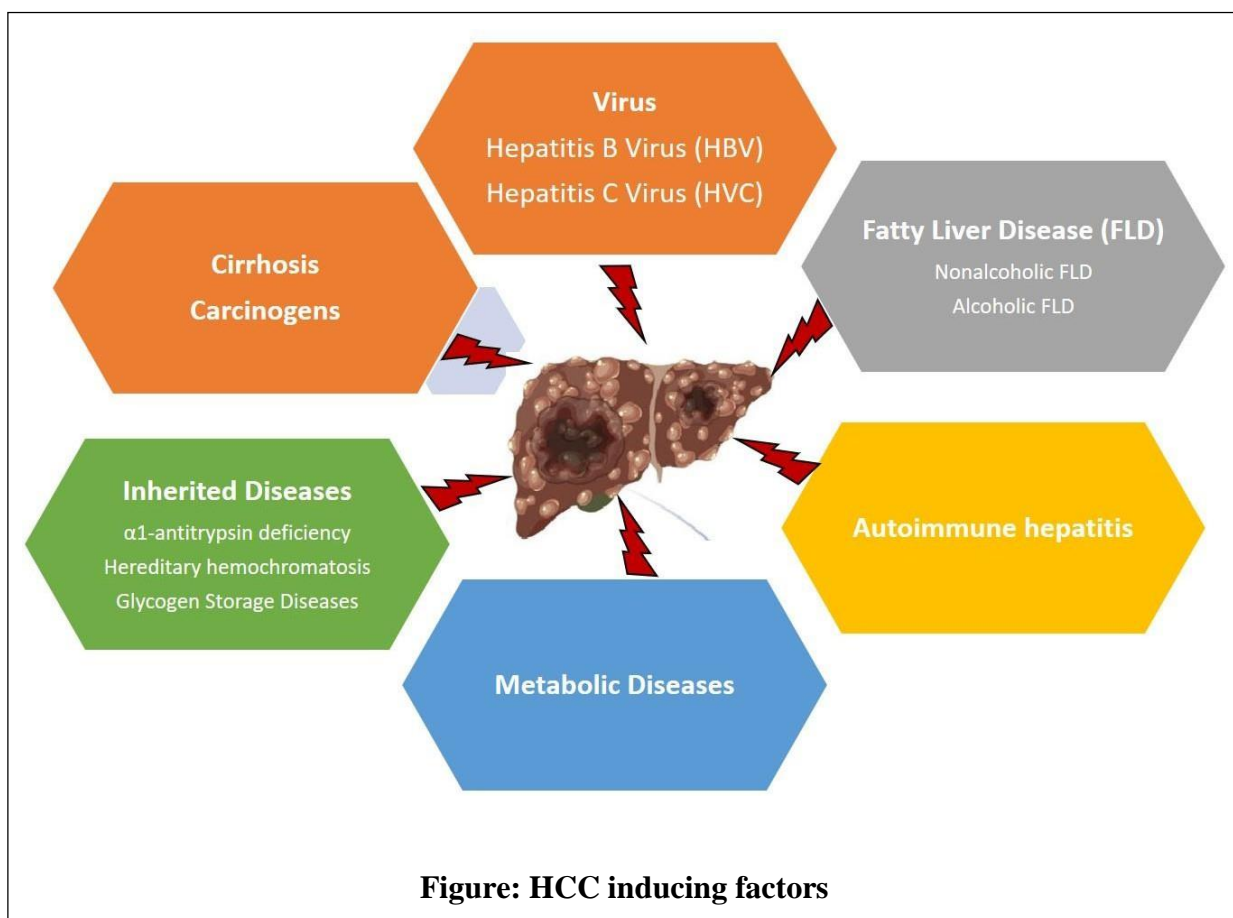 Virus
Hepatitis B Virus (HBV)
Hepatitis C Virus (HVC)
Fatty Liver Disease (FLD)
Nonalcoholic FLD
Alcoholic FLD
Cirrhosis
Carcinogens
Inherited Diseases
α1-antitrypsin deficiency
Hereditary hemochromatosis
Glycogen Storage Diseases
Autoimmune hepatitis
Metabolic Diseases
Figure: HCC inducing factors